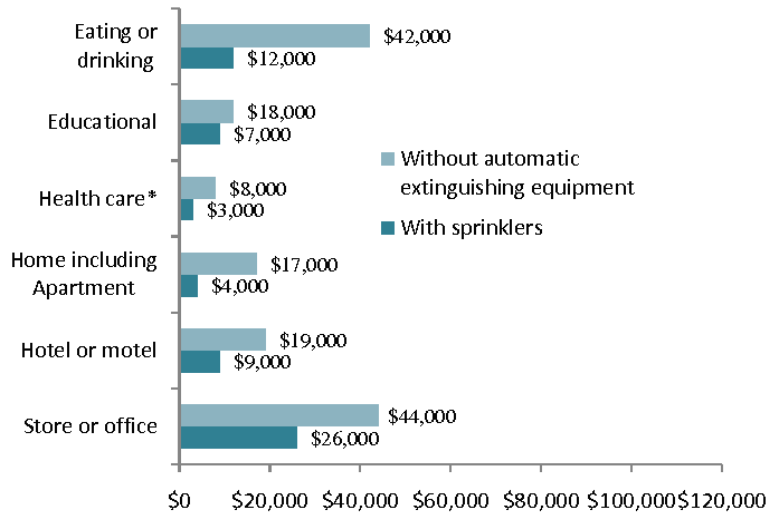 Eating or
drinking
$42,000
$12,000
Educational
$18,000
$7,000
Health care*
$8,000
$3,000
Home including
Apartment
$17,000
$4,000
Hotel or motel
$19,000
$9,000
Store or office
$44,000
$26,000
Without automatic
extinguishing equipment
With sprinklers
$0 $20,000 $40,000 $60,000 $80,000 $100,000 $120,000